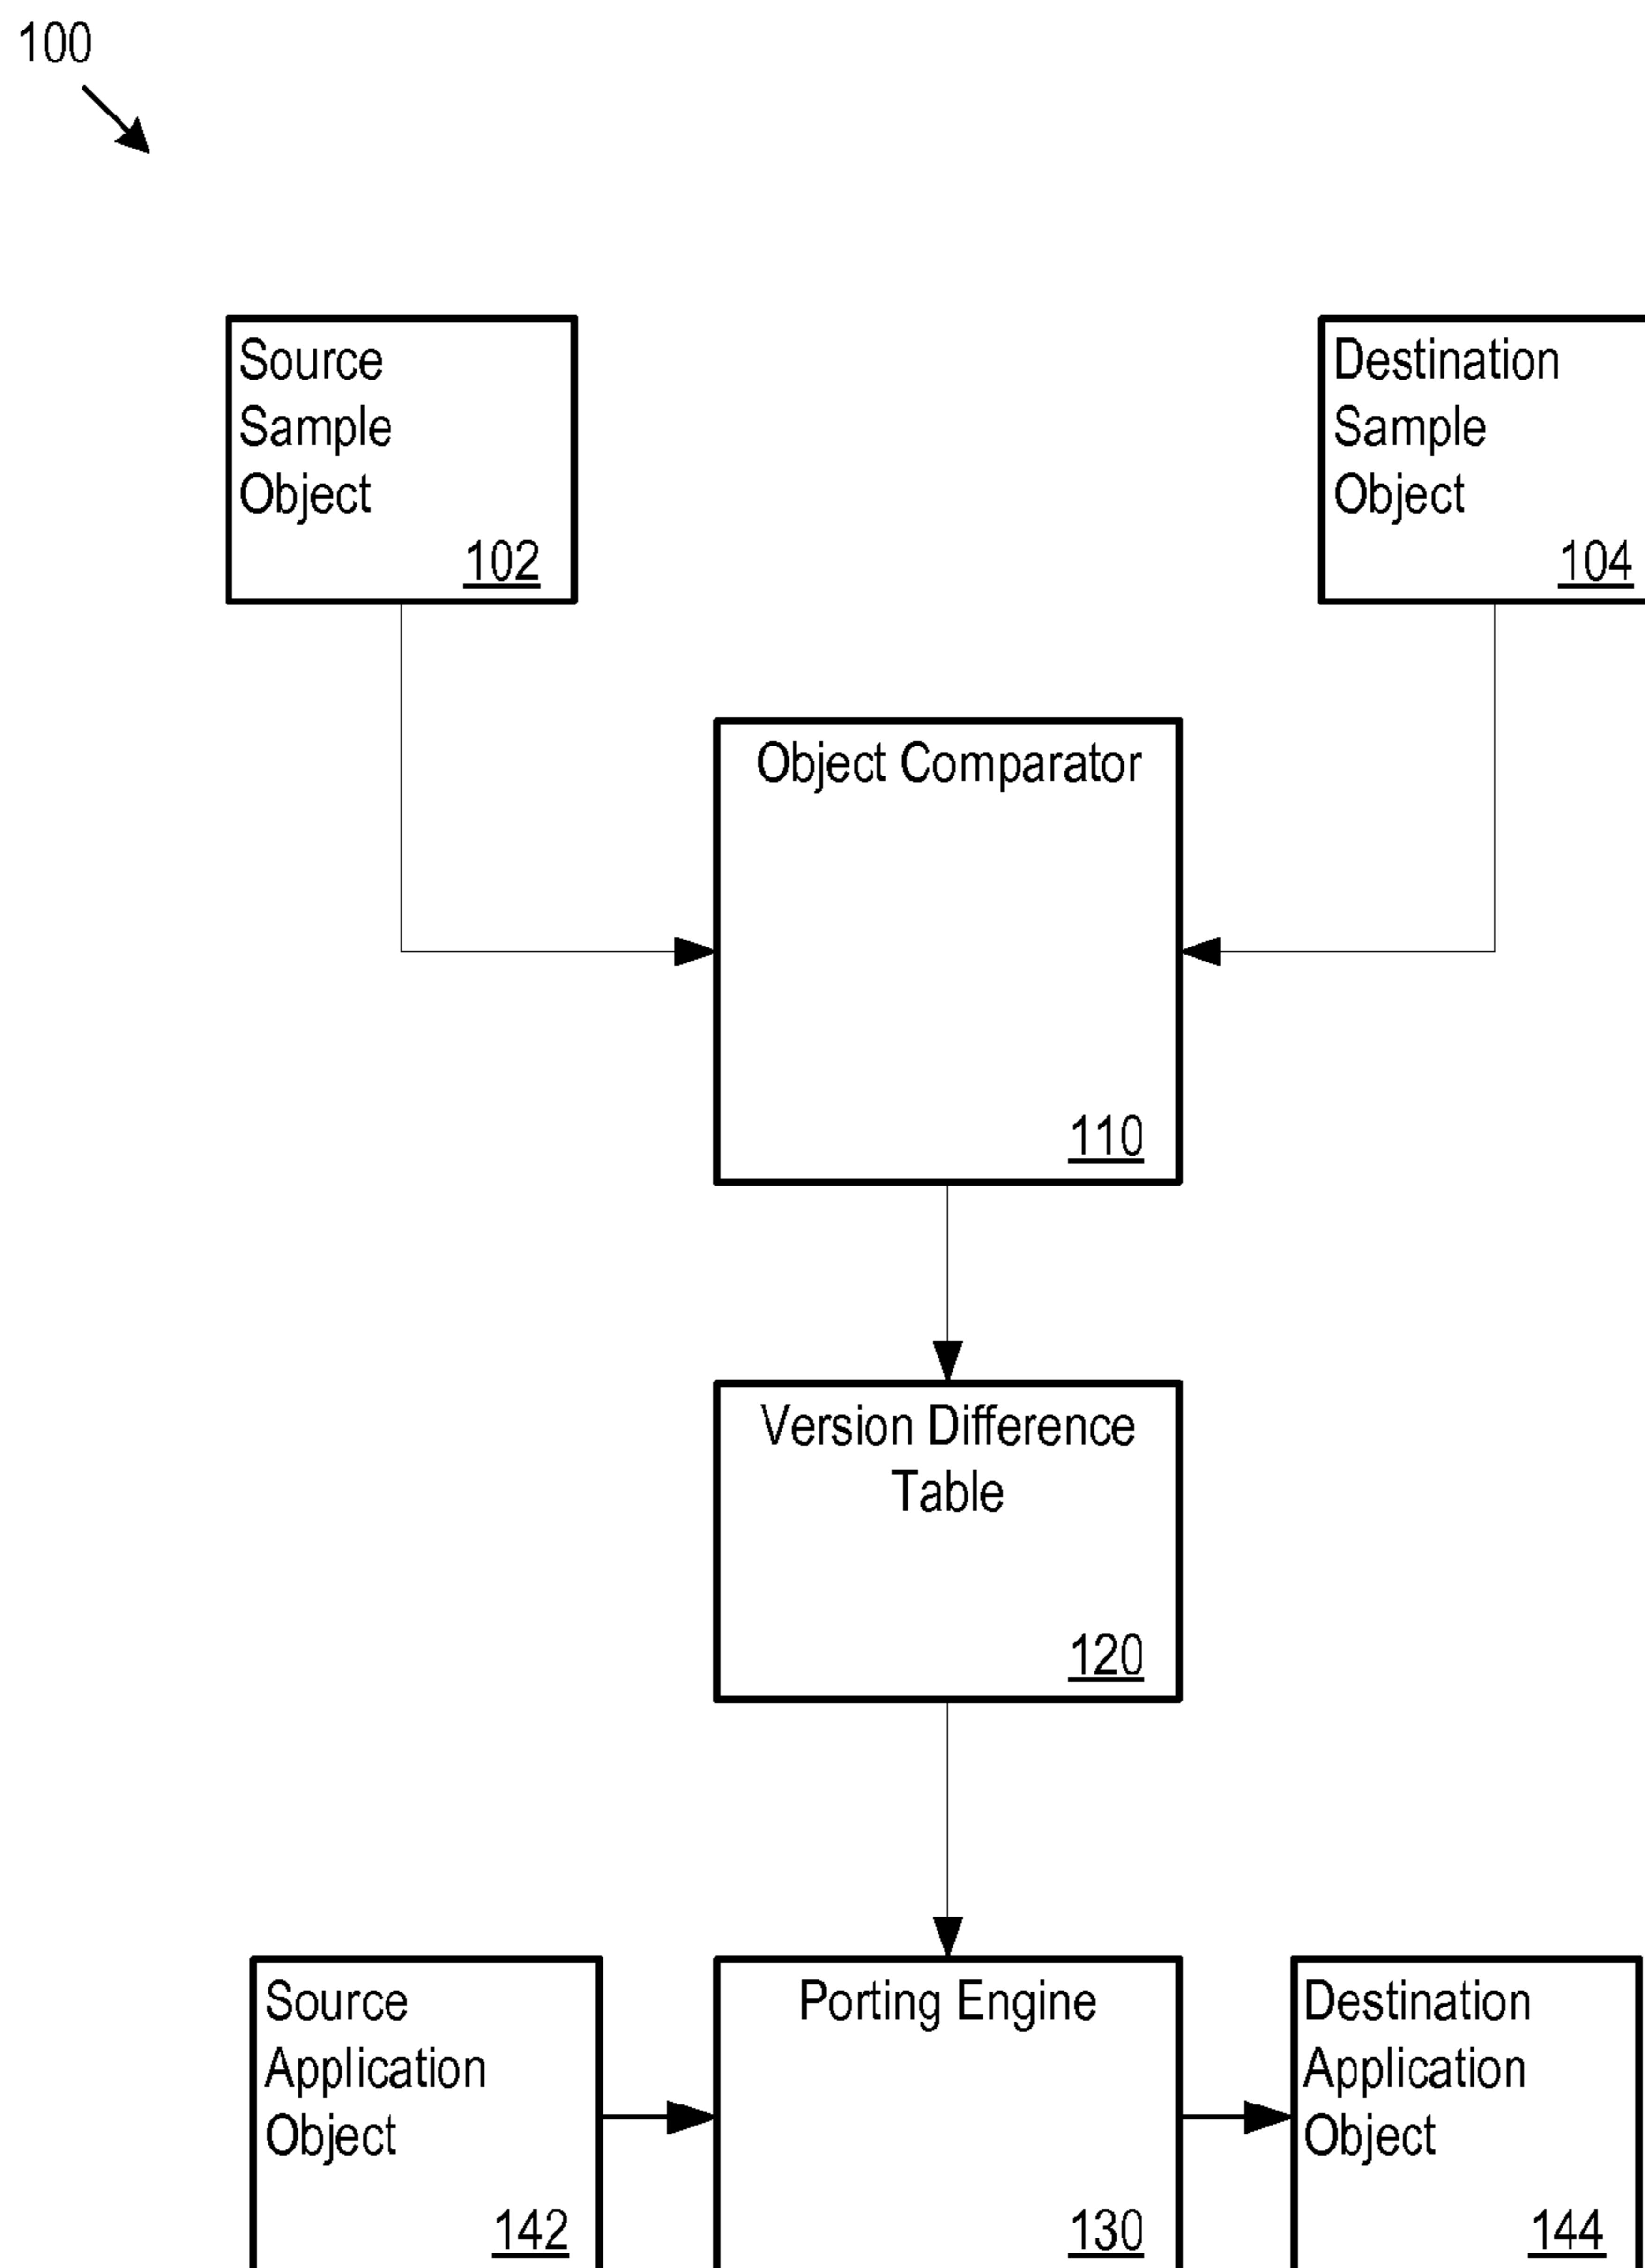 100
Source
Sample
Object
102
Destination
Sample
Object
104
Object Comparator
110
Version Difference
Table
120
Source
Application
Object
142
Porting Engine
130
Destination
Application
Object
144